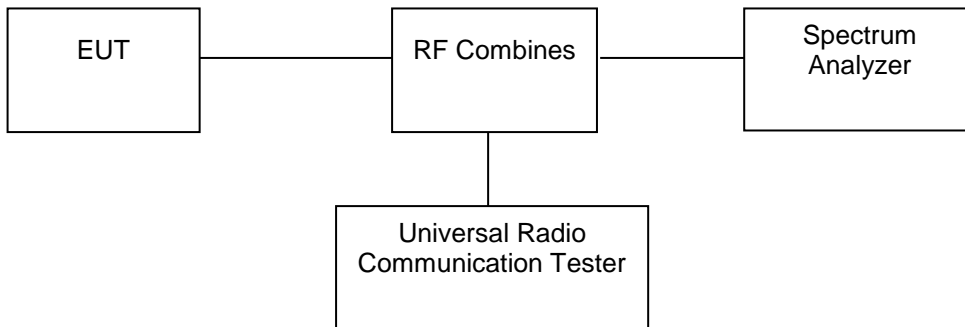 EUT
RF Combines
Spectrum
Analyzer
Universal Radio
Communication Tester